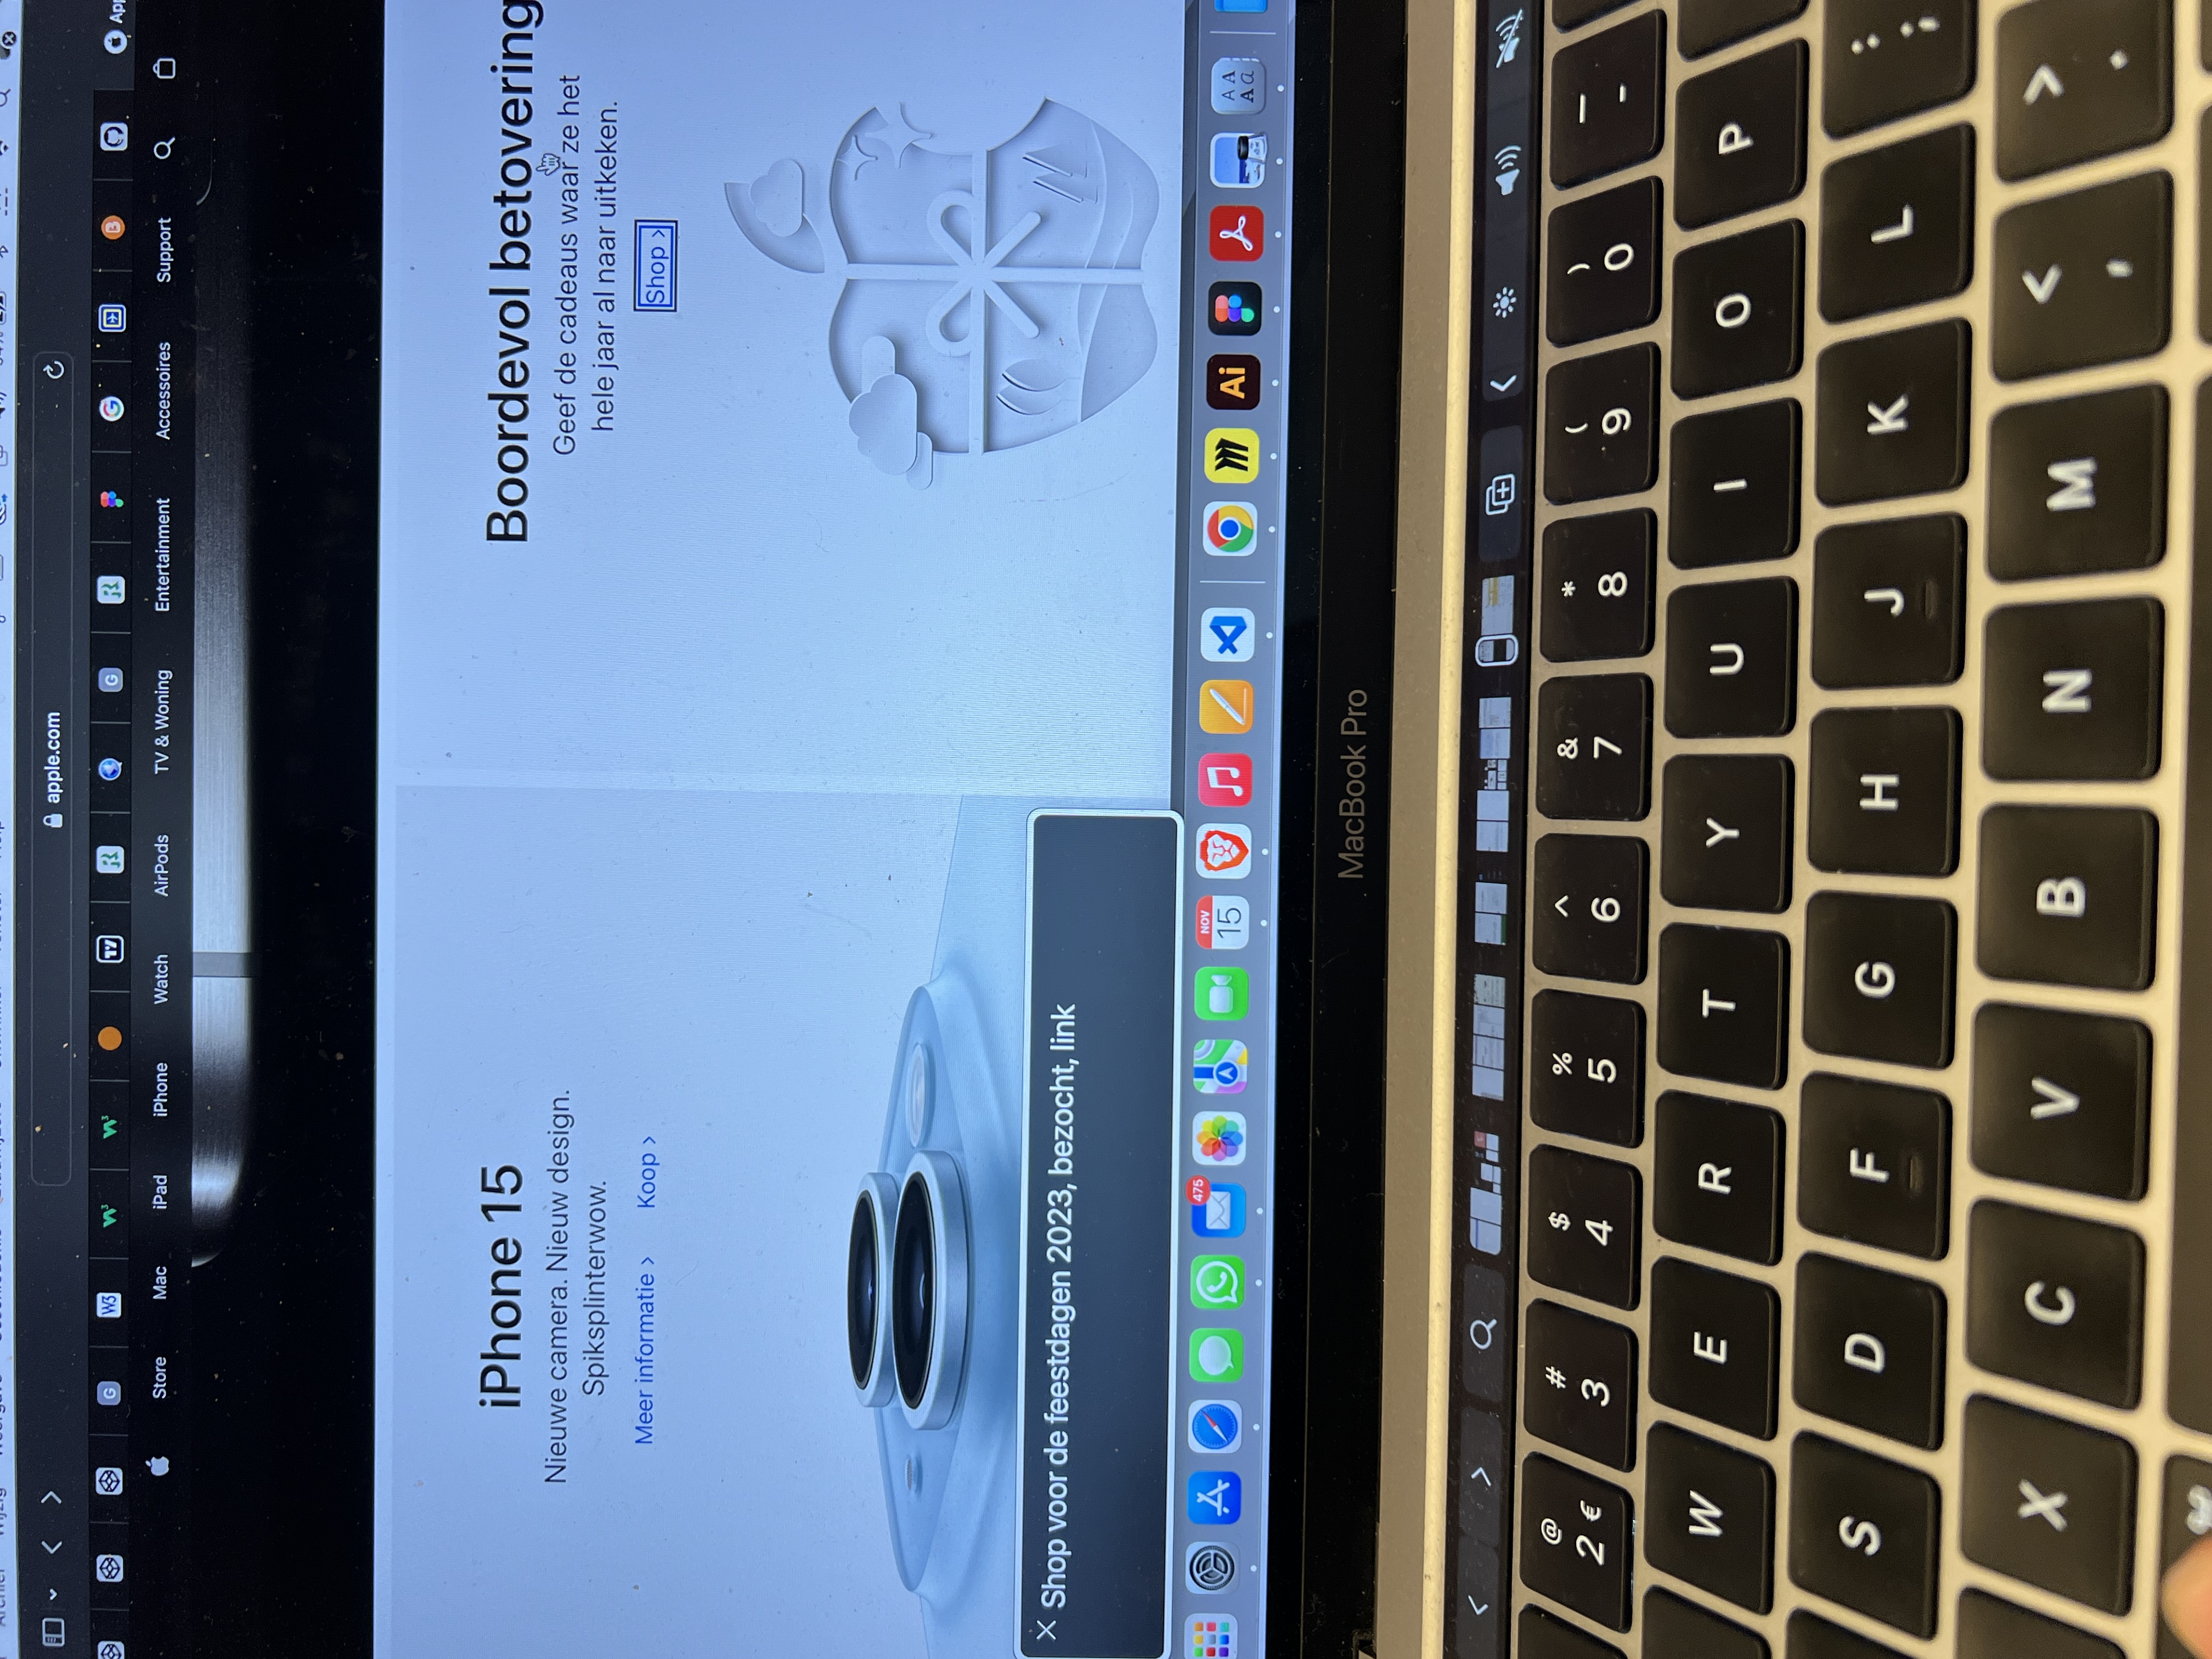 apple.com
Store Mac iPad iPhone Watch AirPods TV & Woning Entertainment Accessoires Support
iPhone 15
Nieuwe camera. Nieuw design.
Spiksplinterwow.
Meer informatie > Koop >
Boordevol betovering
Geef de cadeaus waar ze het
hele jaar al naar uitkeken.
Shop >
Shop voor de feestdagen 2023, bezocht, link
475
NOV
15
Ai
A A
A a
MacBook Pro
@ # $ % ^ & * ( ) —
2 € 3 4 5 6 7 8 9 0 -
W E R T Y U I O P
S D F G H J K L : ;
X C V B N M < , > .